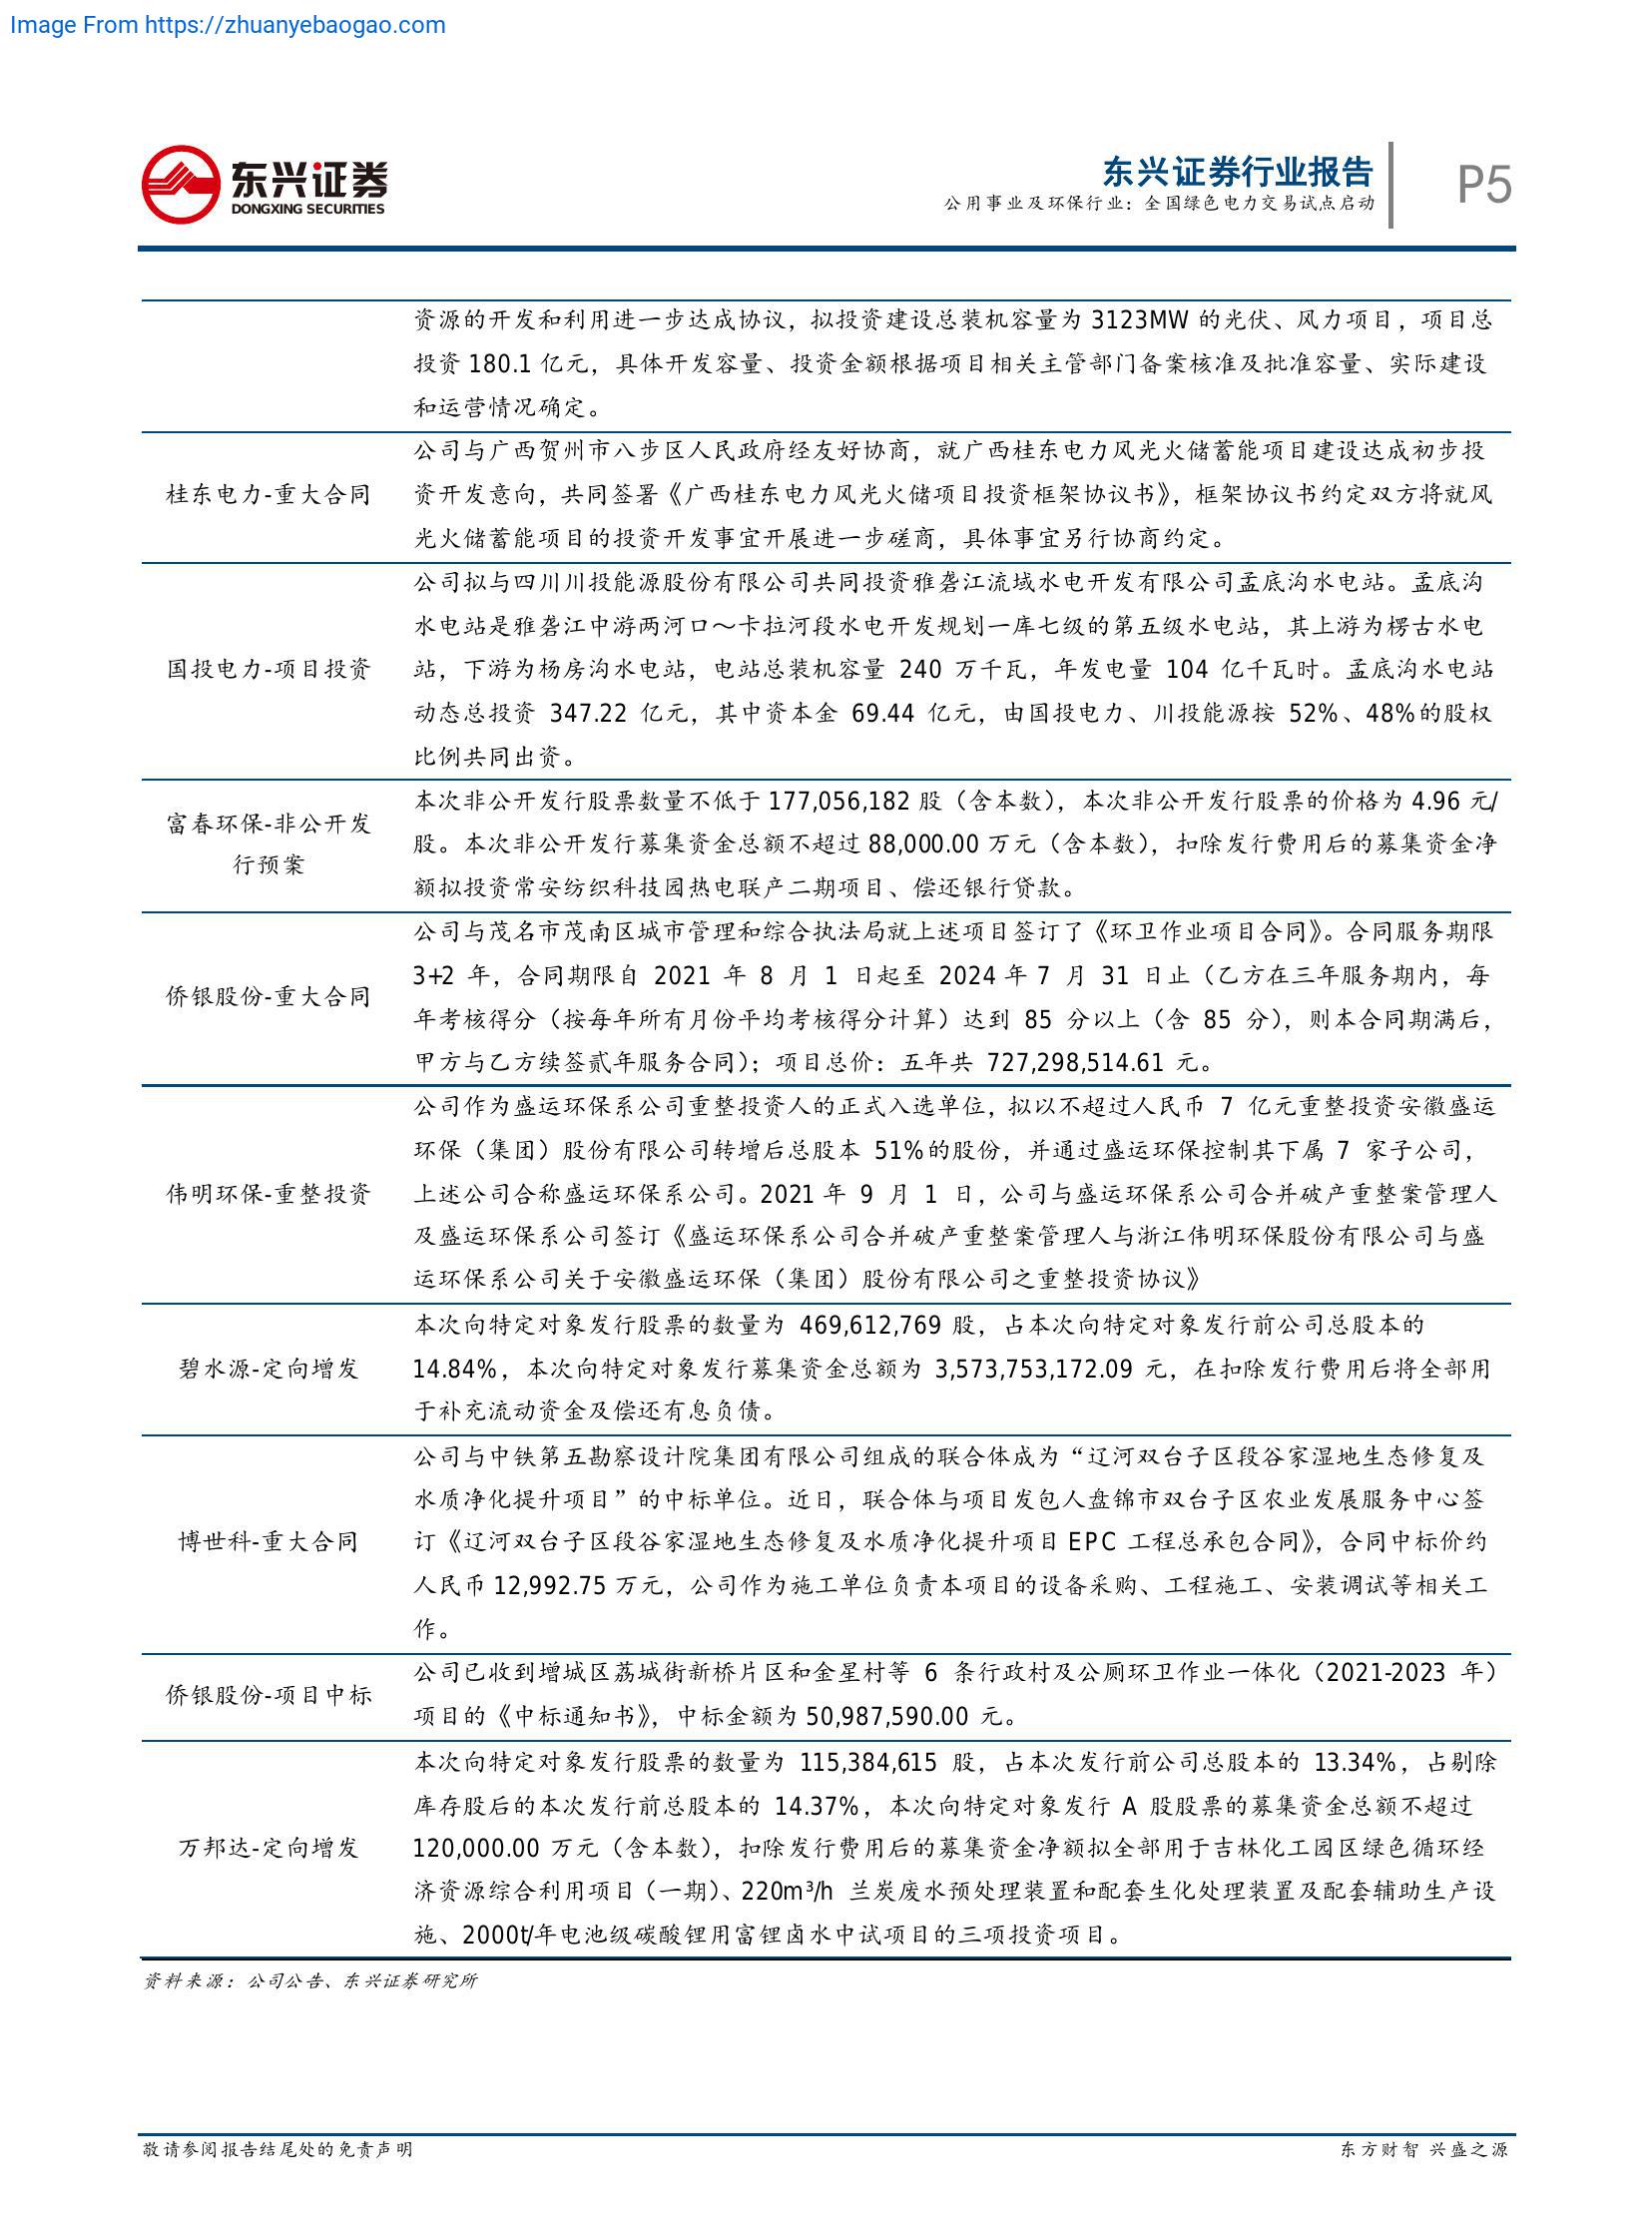 Image From https://zhuanyebaogao.com
东兴证券
DONGXING SECURITIES
东兴证券行业报告
公用事业及环保行业：全国绿色电力交易试点启动
P5
资源的开发和利用进一步达成协议，拟投资建设总装机容量为 3123MW 的光伏、风力项目，项目总
投资 180.1 亿元，具体开发容量、投资金额根据项目相关主管部门备案核准及批准容量、实际建设
和运营情况确定。
桂东电力-重大合同
公司与广西贺州市八步区人民政府经友好协商，就广西桂东电力风光火储蓄能项目建设达成初步投
资开发意向，共同签署《广西桂东电力风光火储项目投资框架协议书》，框架协议书约定双方将就风
光火储蓄能项目的投资开发事宜开展进一步磋商，具体事宜另行协商约定。
国投电力-项目投资
公司拟与四川川投能源股份有限公司共同投资雅砻江流域水电开发有限公司孟底沟水电站。孟底沟
水电站是雅砻江中游两河口～卡拉河段水电开发规划一库七级的第五级水电站，其上游为楞古水电
站，下游为杨房沟水电站，电站总装机容量 240 万千瓦，年发电量 104 亿千瓦时。孟底沟水电站
动态总投资 347.22 亿元，其中资本金 69.44 亿元，由国投电力、川投能源按 52%、48%的股权
比例共同出资。
富春环保-非公开发
行预案
本次非公开发行股票数量不低于 177,056,182 股（含本数），本次非公开发行股票的价格为 4.96 元/
股。本次非公开发行募集资金总额不超过 88,000.00 万元（含本数），扣除发行费用后的募集资金净
额拟投资常安纺织科技园热电联产二期项目、偿还银行贷款。
侨银股份-重大合同
公司与茂名市茂南区城市管理和综合执法局就上述项目签订了《环卫作业项目合同》。合同服务期限
3+2 年，合同期限自 2021 年 8 月 1 日起至 2024 年 7 月 31 日止（乙方在三年服务期内，每
年考核得分（按每年所有月份平均考核得分计算）达到 85 分以上（含 85 分），则本合同期满后，
甲方与乙方续签贰年服务合同）；项目总价：五年共 727,298,514.61 元。
伟明环保-重整投资
公司作为盛运环保系公司重整投资人的正式入选单位，拟以不超过人民币 7 亿元重整投资安徽盛运
环保（集团）股份有限公司转增后总股本 51%的股份，并通过盛运环保控制其下属 7 家子公司，
上述公司合称盛运环保系公司。2021 年 9 月 1 日，公司与盛运环保系公司合并破产重整案管理人
及盛运环保系公司签订《盛运环保系公司合并破产重整案管理人与浙江伟明环保股份有限公司与盛
运环保系公司关于安徽盛运环保（集团）股份有限公司之重整投资协议》
碧水源-定向增发
本次向特定对象发行股票的数量为 469,612,769 股，占本次向特定对象发行前公司总股本的
14.84%，本次向特定对象发行募集资金总额为 3,573,753,172.09 元，在扣除发行费用后将全部用
于补充流动资金及偿还有息负债。
博世科-重大合同
公司与中铁第五勘察设计院集团有限公司组成的联合体成为“辽河双台子区段谷家湿地生态修复及
水质净化提升项目”的中标单位。近日，联合体与项目发包人盘锦市双台子区农业发展服务中心签
订《辽河双台子区段谷家湿地生态修复及水质净化提升项目 EPC 工程总承包合同》，合同中标价约
人民币 12,992.75 万元，公司作为施工单位负责本项目的设备采购、工程施工、安装调试等相关工
作。
侨银股份-项目中标
公司已收到增城区荔城街新桥片区和金星村等 6 条行政村及公厕环卫作业一体化（2021-2023 年）
项目的《中标通知书》，中标金额为 50,987,590.00 元。
万邦达-定向增发
本次向特定对象发行股票的数量为 115,384,615 股，占本次发行前公司总股本的 13.34%，占剔除
库存股后的本次发行前总股本的 14.37%，本次向特定对象发行 A 股股票的募集资金总额不超过
120,000.00 万元（含本数），扣除发行费用后的募集资金净额拟全部用于吉林化工园区绿色循环经
济资源综合利用项目（一期）、220m³/h 兰炭废水预处理装置和配套生化处理装置及配套辅助生产设
施、2000t/年电池级碳酸锂用富锂卤水中试项目的三项投资项目。
资料来源：公司公告、东兴证券研究所
敬请参阅报告结尾处的免责声明
东方财智 兴盛之源